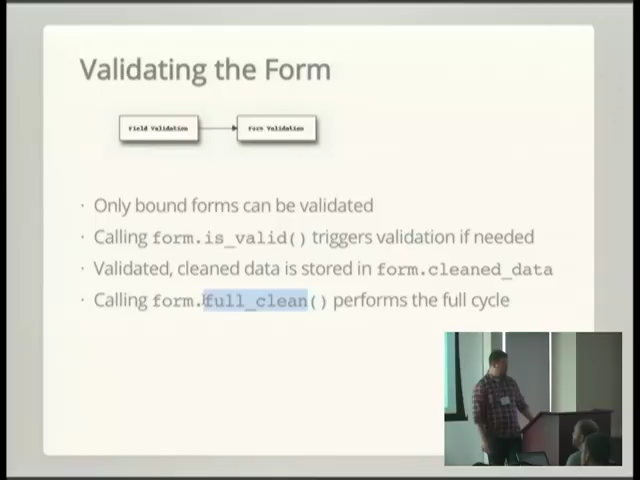 Validating the Form
Field Validation
Form Validation
· Only bound forms can be validated
· Calling form.is_valid() triggers validation if needed
· Validated, cleaned data is stored in form.cleaned_data
· Calling form.full_clean() performs the full cycle